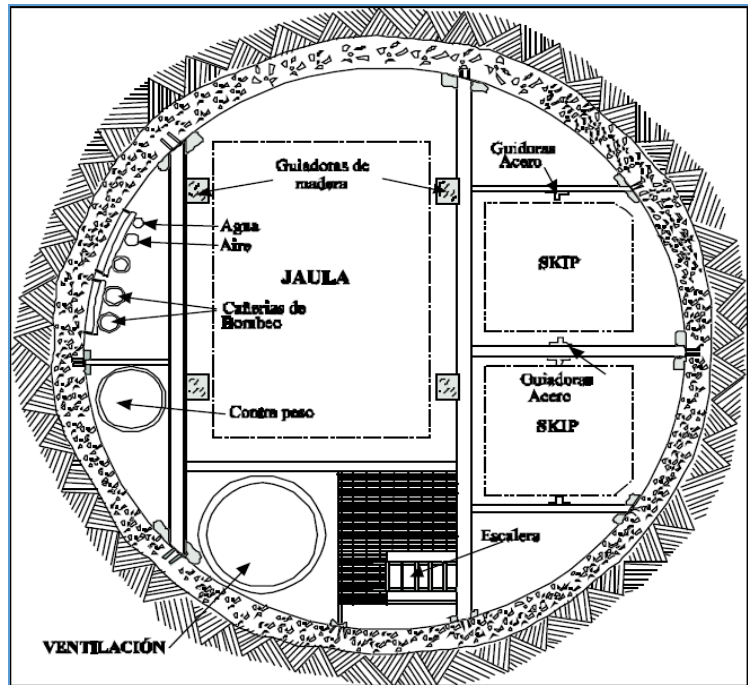 Guidoras
Acero
Guiadoras de
madera
Agua
Aire
SKIP
JAULA
Cañerias de
Bombeo
Guiadoras
Acero
Contra peso
SKIP
Escalera
VENTILACIÓN